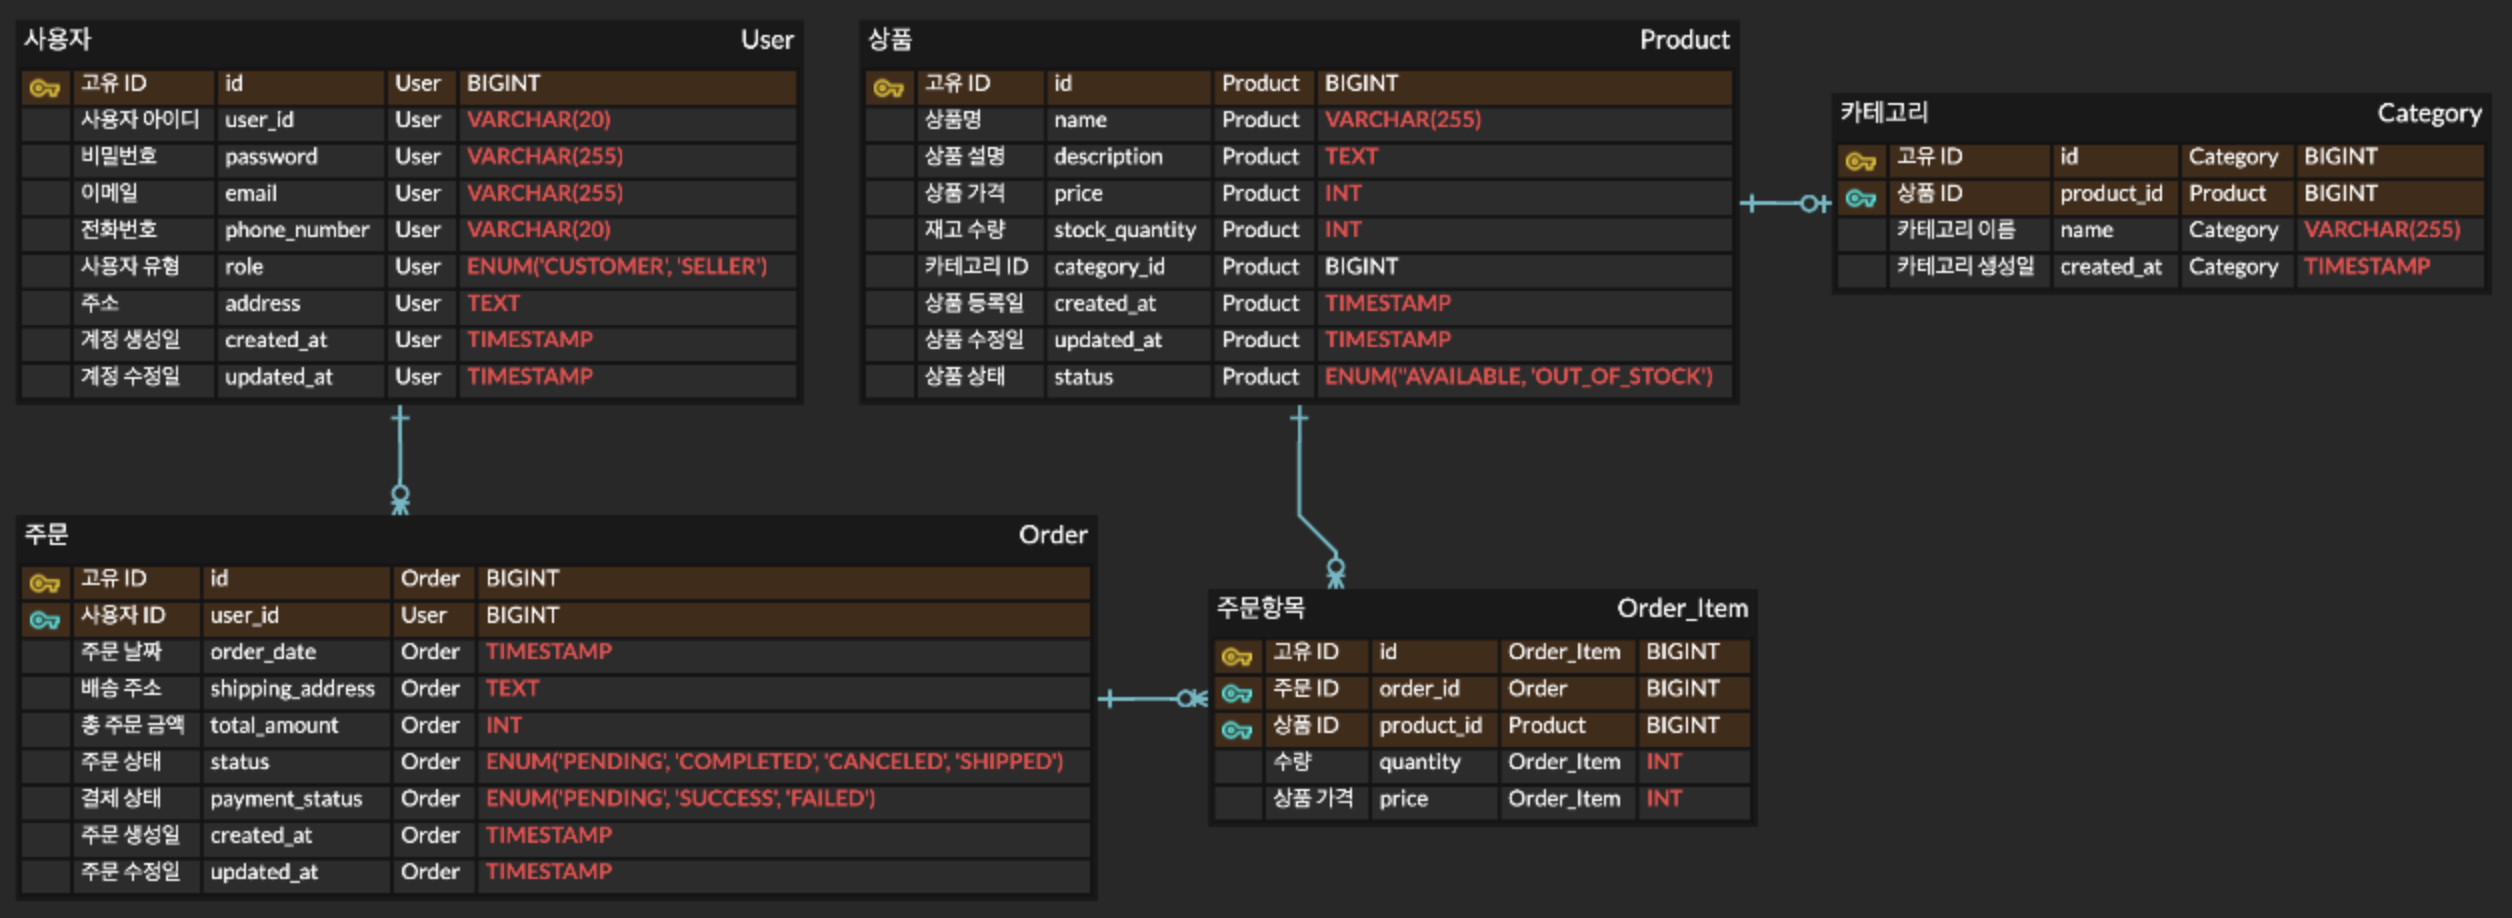 사용자 User
고유 ID id User BIGINT
사용자 아이디 user_id User VARCHAR(20)
비밀번호 password User VARCHAR(255)
이메일 email User VARCHAR(255)
전화번호 phone_number User VARCHAR(20)
사용자 유형 role User ENUM('CUSTOMER', 'SELLER')
주소 address User TEXT
계정 생성일 created_at User TIMESTAMP
계정 수정일 updated_at User TIMESTAMP
상품 Product
고유 ID id Product BIGINT
상품명 name Product VARCHAR(255)
상품 설명 description Product TEXT
상품 가격 price Product INT
재고 수량 stock_quantity Product INT
카테고리 ID category_id Product BIGINT
상품 등록일 created_at Product TIMESTAMP
상품 수정일 updated_at Product TIMESTAMP
상품 상태 status Product ENUM(''AVAILABLE, 'OUT_OF_STOCK')
카테고리 Category
고유 ID id Category BIGINT
상품 ID product_id Product BIGINT
카테고리 이름 name Category VARCHAR(255)
카테고리 생성일 created_at Category TIMESTAMP
주문 Order
고유 ID id Order BIGINT
사용자 ID user_id User BIGINT
주문 날짜 order_date Order TIMESTAMP
배송 주소 shipping_address Order TEXT
총 주문 금액 total_amount Order INT
주문 상태 status Order ENUM('PENDING', 'COMPLETED', 'CANCELED', 'SHIPPED')
결제 상태 payment_status Order ENUM('PENDING', 'SUCCESS', 'FAILED')
주문 생성일 created_at Order TIMESTAMP
주문 수정일 updated_at Order TIMESTAMP
주문항목 Order_Item
고유 ID id Order_Item BIGINT
주문 ID order_id Order BIGINT
상품 ID product_id Product BIGINT
수량 quantity Order_Item INT
상품 가격 price Order_Item INT